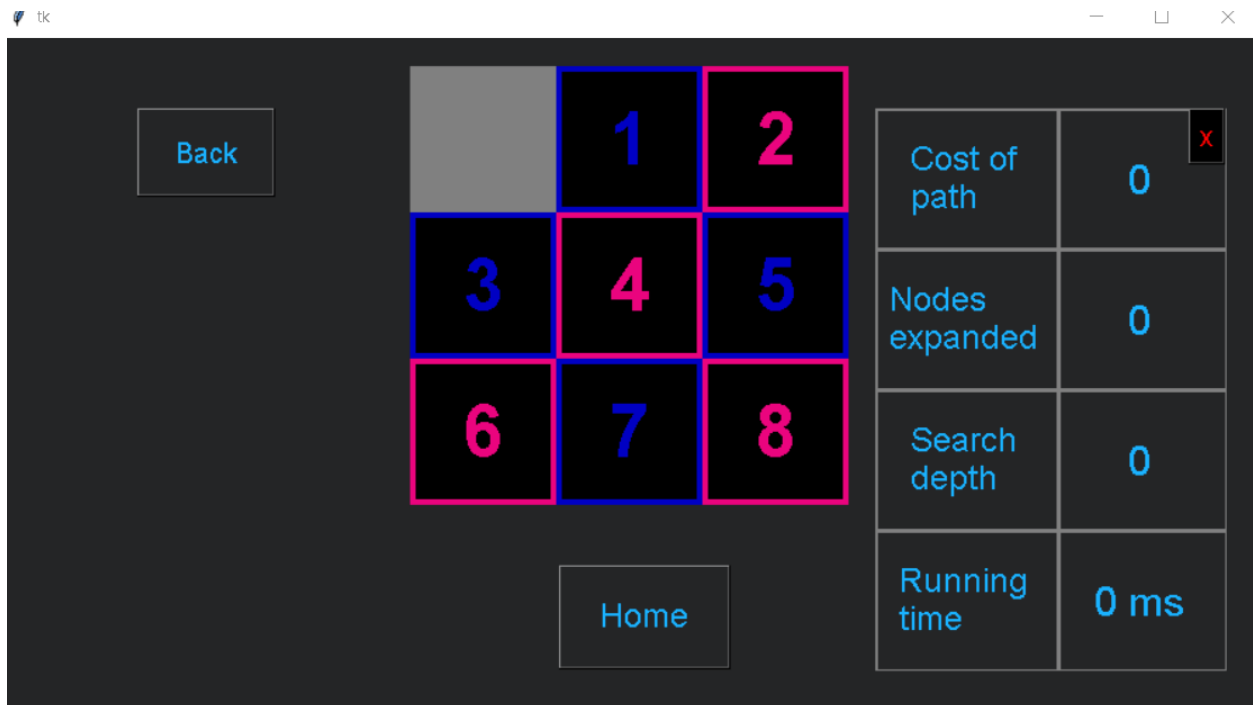 tk
Back
1 2
3 4 5
6 7 8
Home
X
Cost of
path
0
Nodes
expanded
0
Search
depth
0
Running
time
0 ms